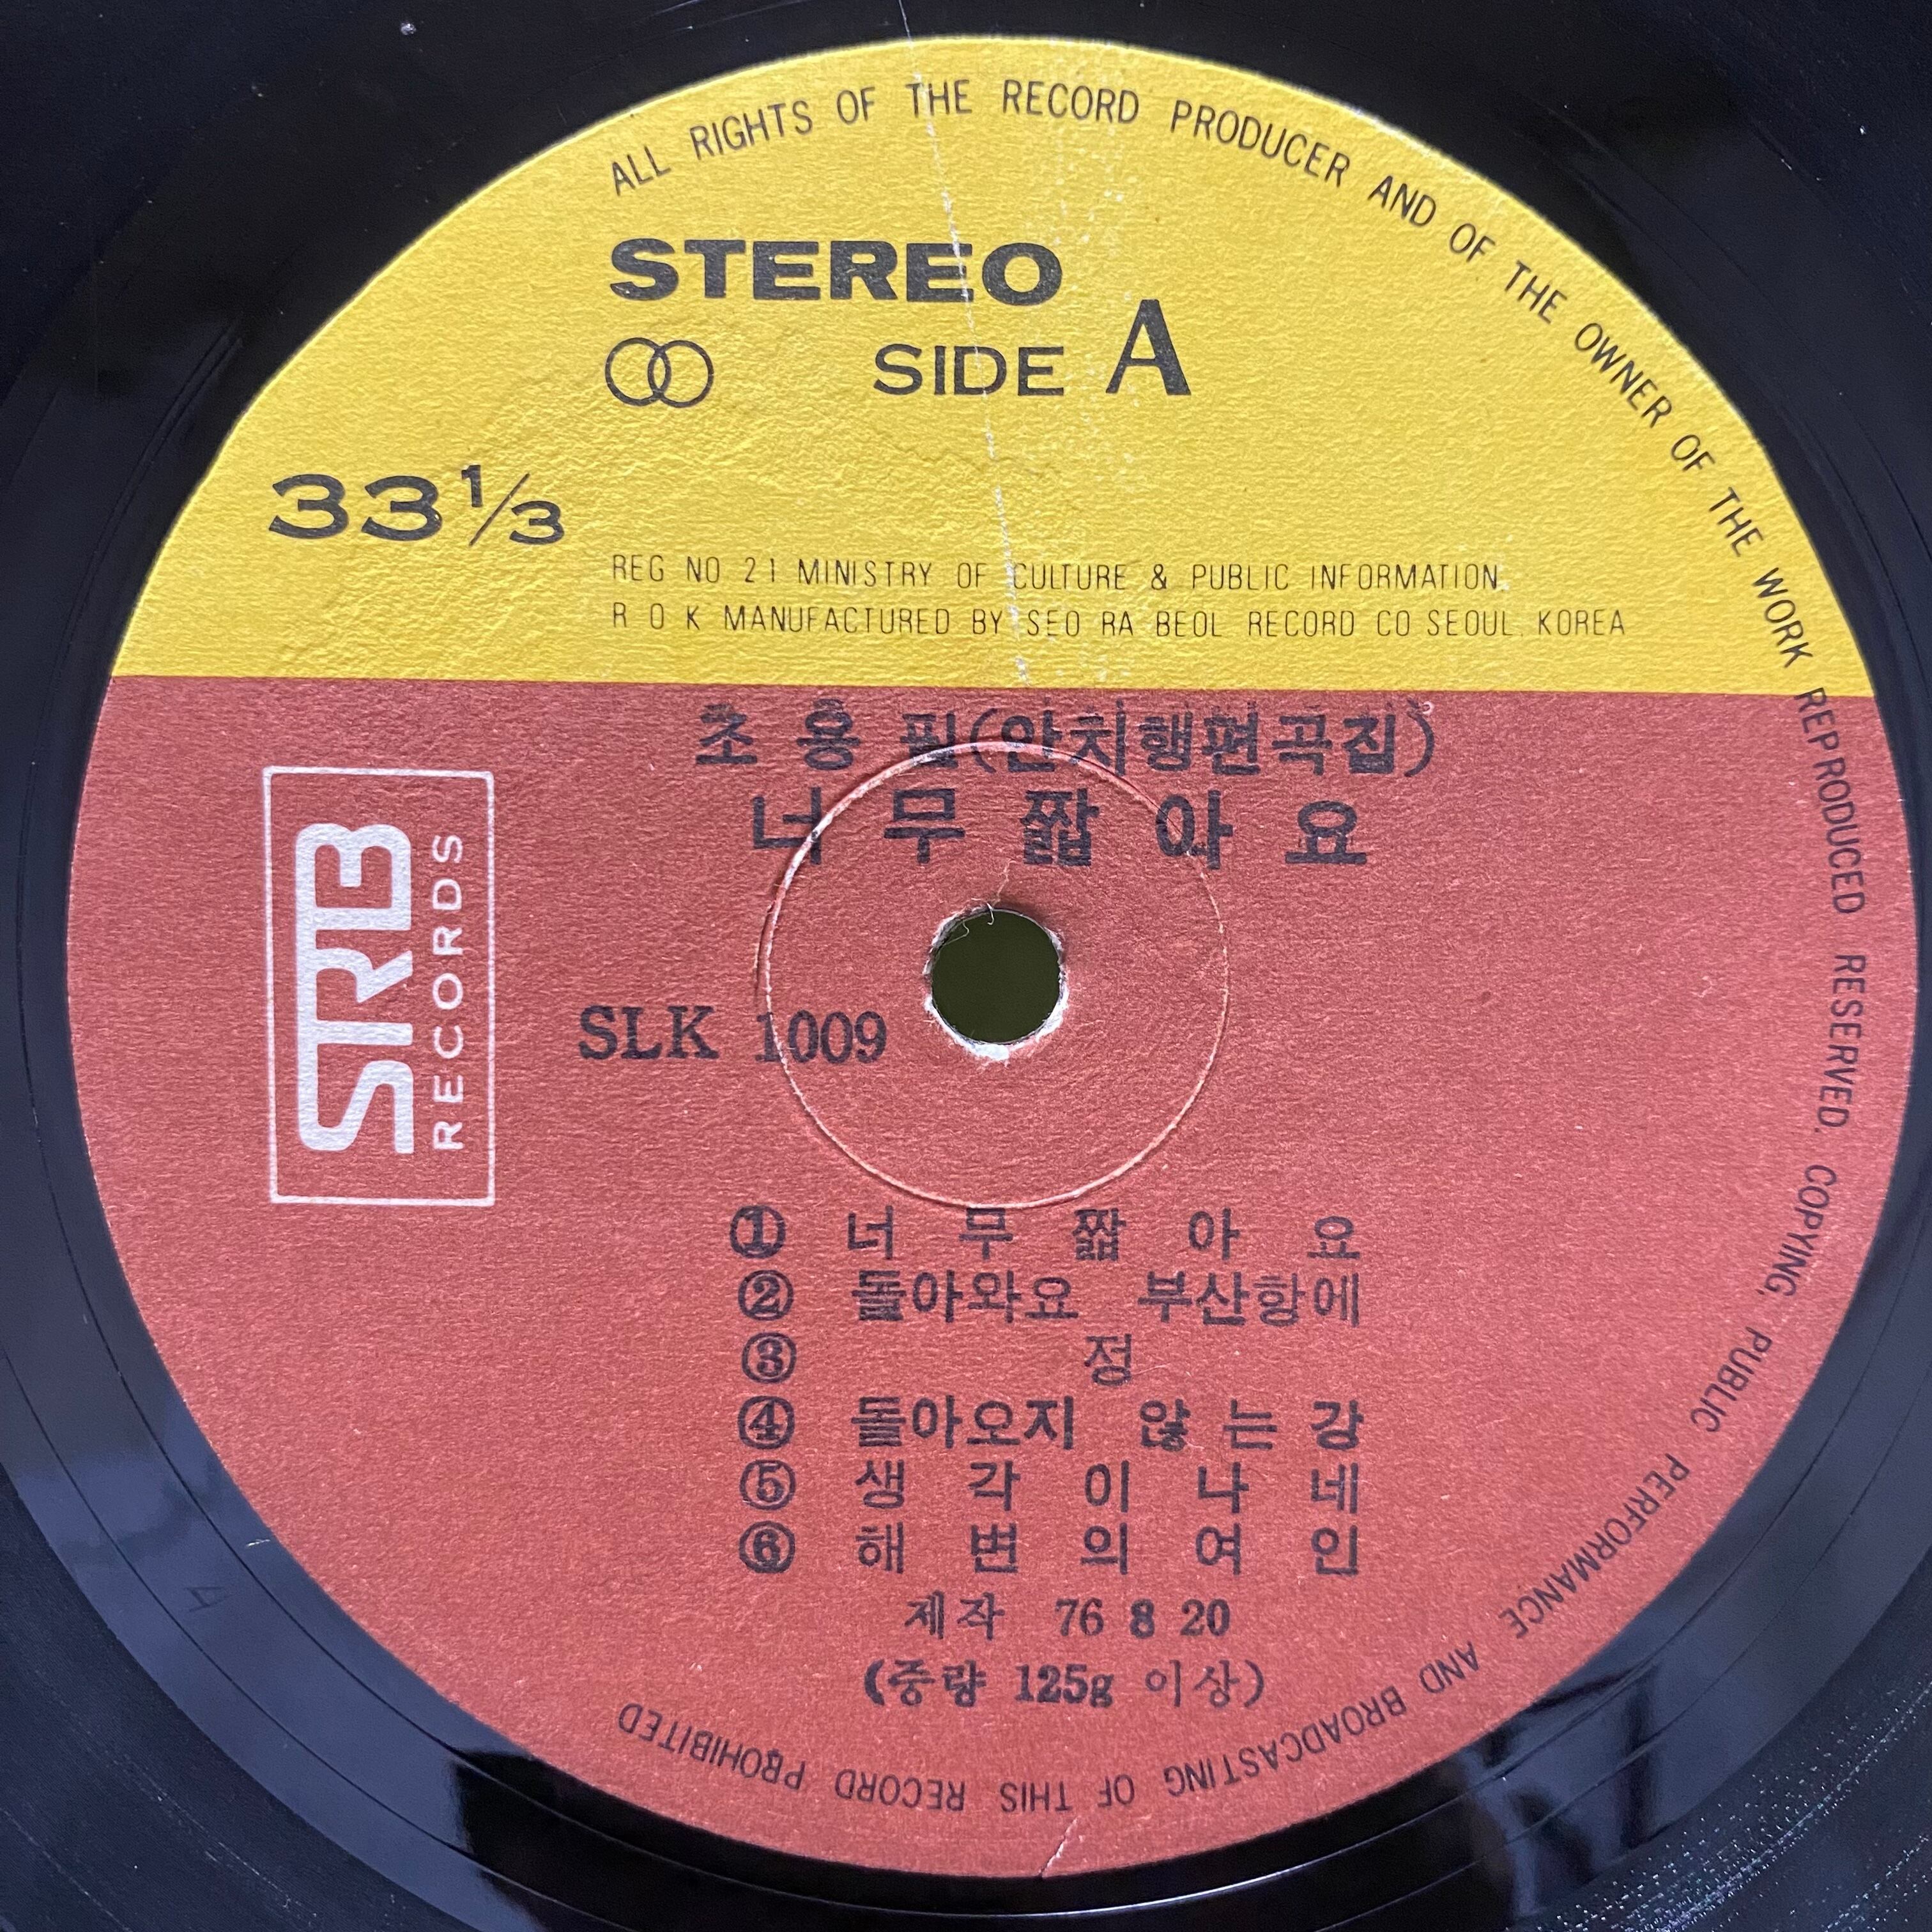 ALL RIGHTS OF THE RECORD PRODUCER AND OF THE OWNER OF THE WORK REPRODUCED RESERVED. COPYING, PUBLIC PERFORMANCE AND BROADCASTING OF THIS RECORD PROHIBITED
STEREO
SIDE A
33 1/3
REG NO 21 MINISTRY OF CULTURE & PUBLIC INFORMATION.
R O K MANUFACTURED BY SEO RA BEOL RECORD CO SEOUL. KOREA
초 용 필(안치행편곡집)
너 무 짧 아 요
STRB
RECORDS
SLK 1009
① 너 무 짧 아 요
② 돌아와요 부산항에
③ 정
④ 돌아오지 않 는 강
⑤ 생 각 이 나 네
⑥ 해 변 의 여 인
제작 76 8 20
(중량 125g 이상)